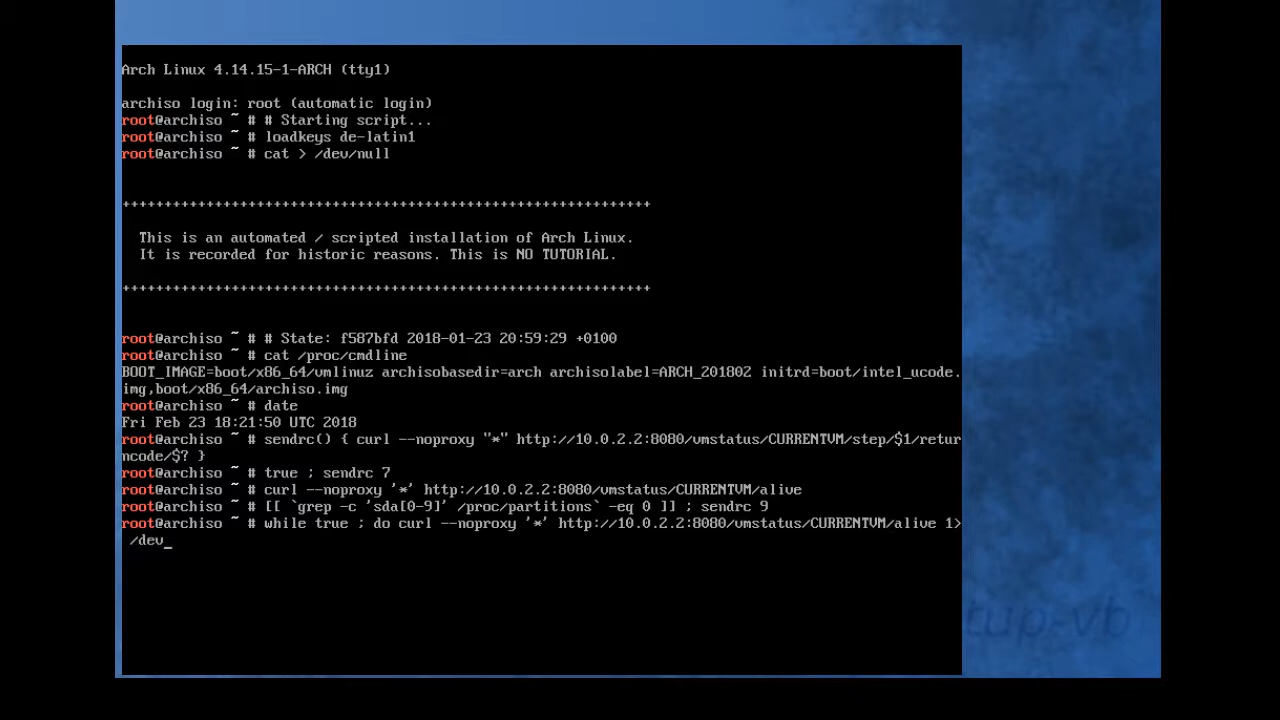 Arch Linux 4.14.15-1-ARCH (tty1)
archiso login: root (automatic login)
root@archiso ~ # # Starting script...
root@archiso ~ # loadkeys de-latin1
root@archiso ~ # cat > /dev/null
+++++++++++++++++++++++++++++++++++++++++++++++++++++++++++++++
This is an automated / scripted installation of Arch Linux.
It is recorded for historic reasons. This is NO TUTORIAL.
+++++++++++++++++++++++++++++++++++++++++++++++++++++++++++++++
root@archiso ~ # # State: f587bfd 2018-01-23 20:59:29 +0100
root@archiso ~ # cat /proc/cmdline
BOOT_IMAGE=boot/x86_64/vmlinuz archisobasedir=arch archisolabel=ARCH_201802 initrd=boot/intel_ucode.
img,boot/x86_64/archiso.img
root@archiso ~ # date
Fri Feb 23 18:21:50 UTC 2018
root@archiso ~ # sendrc() { curl --noproxy "*" http://10.0.2.2:8080/vmstatus/CURRENTVM/step/$1/retur
ncode/$? }
root@archiso ~ # true ; sendrc 7
root@archiso ~ # curl --noproxy '*' http://10.0.2.2:8080/vmstatus/CURRENTVM/alive
root@archiso ~ # [[ `grep -c 'sda[0-9]' /proc/partitions` -eq 0 ]] ; sendrc 9
root@archiso ~ # while true ; do curl --noproxy '*' http://10.0.2.2:8080/vmstatus/CURRENTVM/alive 1>
/dev_
tup-vb